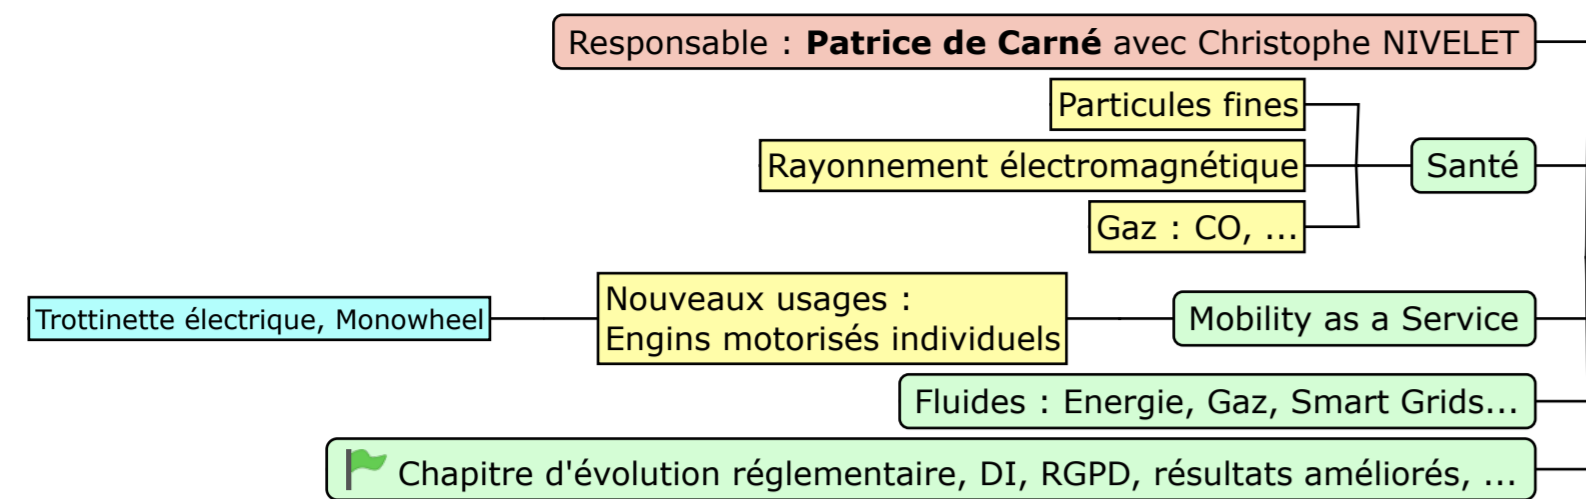 Responsable : Patrice de Carné avec Christophe NIVELET
Particules fines
Rayonnement électromagnétique
Santé
Gaz : CO, ...
Trottinette électrique, Monowheel
Nouveaux usages :
Engins motorisés individuels
Mobility as a Service
Fluides : Energie, Gaz, Smart Grids...
Chapitre d'évolution réglementaire, DI, RGPD, résultats améliorés, ...